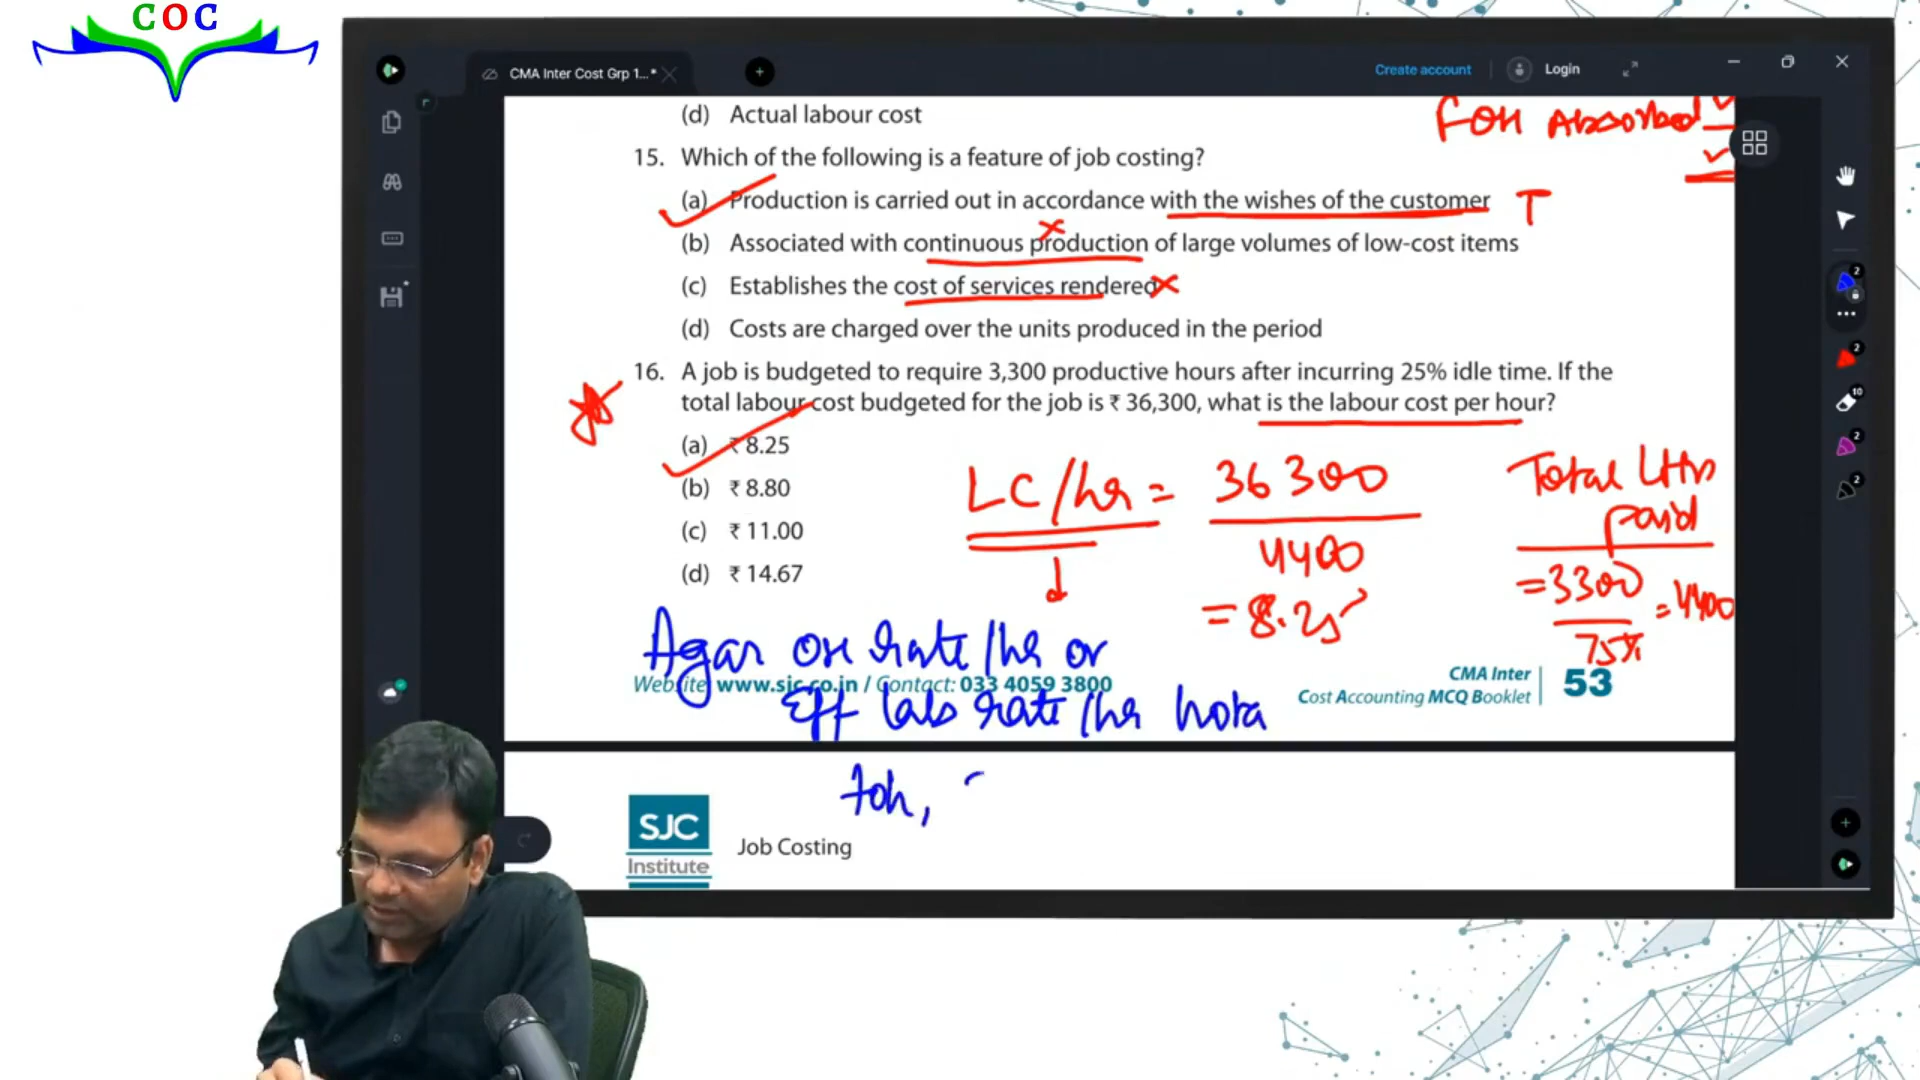 COC
CMA Inter Cost Grp 1...*
Create account
Login
(d) Actual labour cost
FOH Absorbed
15. Which of the following is a feature of job costing?
(a) Production is carried out in accordance with the wishes of the customer T
(b) Associated with continuous production of large volumes of low-cost items
(c) Establishes the cost of services rendered
(d) Costs are charged over the units produced in the period
16. A job is budgeted to require 3,300 productive hours after incurring 25% idle time. If the
total labour cost budgeted for the job is ₹ 36,300, what is the labour cost per hour?
(a) ₹ 8.25
(b) ₹ 8.80
(c) ₹ 11.00
(d) ₹ 14.67
LC/hr = 36300
4400
= 8.25
Total LHrs
paid
= 3300 = 4400
75%
Agar rate/hr or
Eff lab rate/hr hota
toh,
Website: www.sjc.co.in / Contact: 033 4059 3800
CMA Inter
Cost Accounting MCQ Booklet
53
SJC
Institute
Job Costing